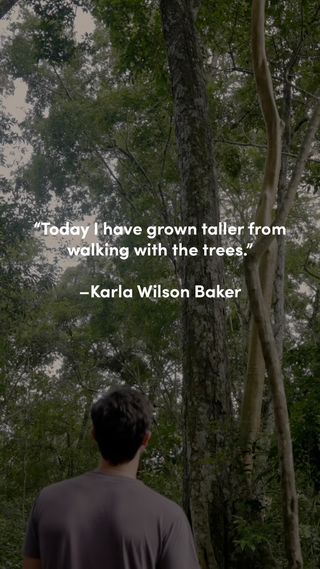 “Today I have grown taller from
walking with the trees.”
–Karla Wilson Baker